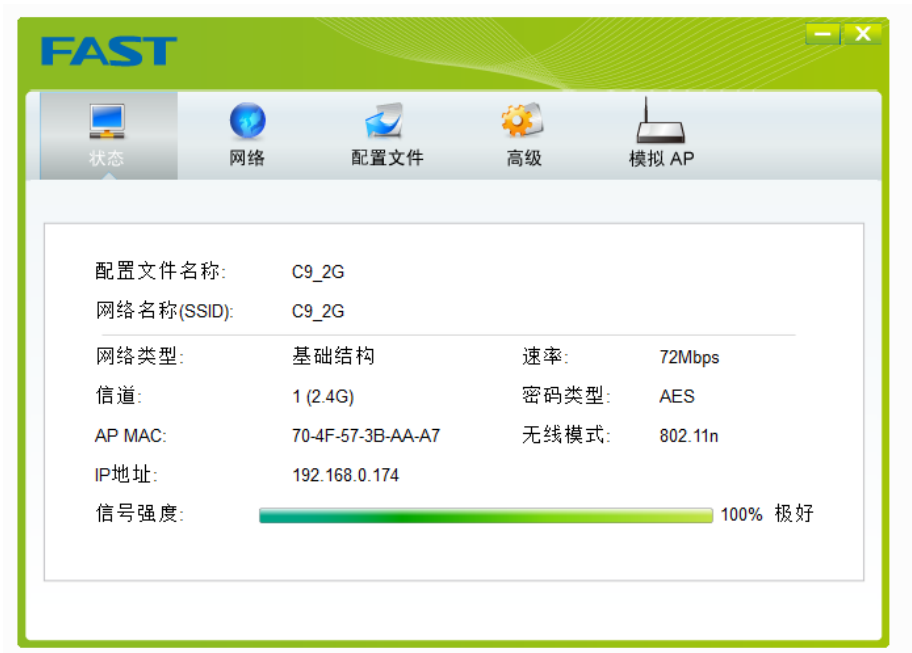 FAST
状态 网络 配置文件 高级 模拟 AP
配置文件名称: C9_2G
网络名称(SSID): C9_2G
网络类型: 基础结构 速率: 72Mbps
信道: 1 (2.4G) 密码类型: AES
AP MAC: 70-4F-57-3B-AA-A7 无线模式: 802.11n
IP地址: 192.168.0.174
信号强度: 100% 极好